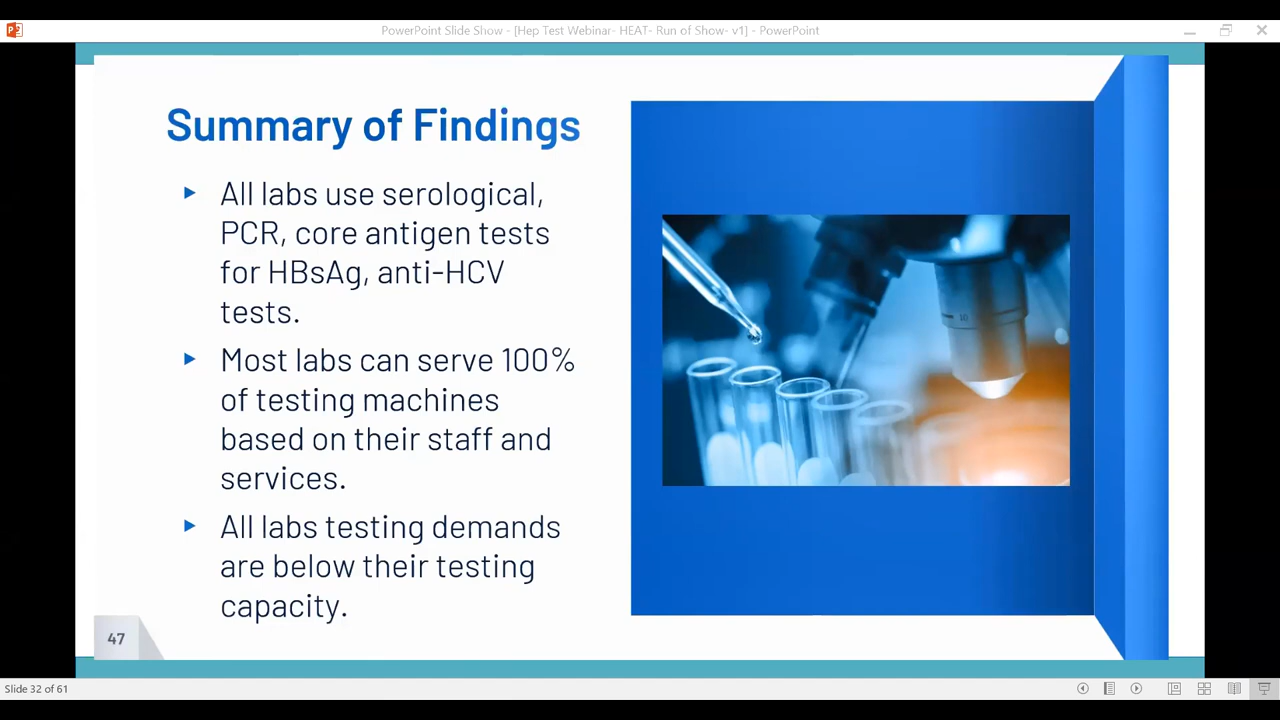 PowerPoint Slide Show - [Hep Test Webinar- HEAT- Run of Show- v1] - PowerPoint
Summary of Findings
All labs use serological,
PCR, core antigen tests
for HBsAg, anti-HCV
tests.
Most labs can serve 100%
of testing machines
based on their staff and
services.
All labs testing demands
are below their testing
capacity.
10
47
Slide 32 of 61